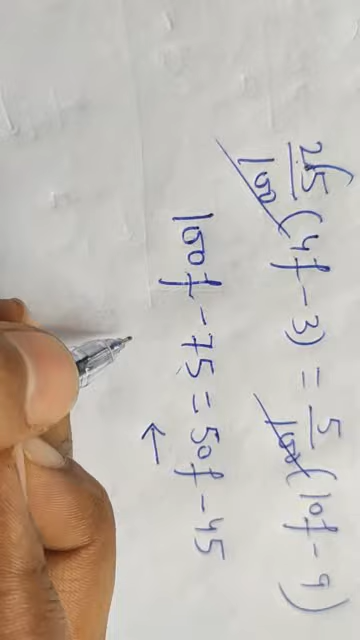 25/100 (4f - 3) = 5/100 (10f - 9)
100f - 75 = 50f - 45
←